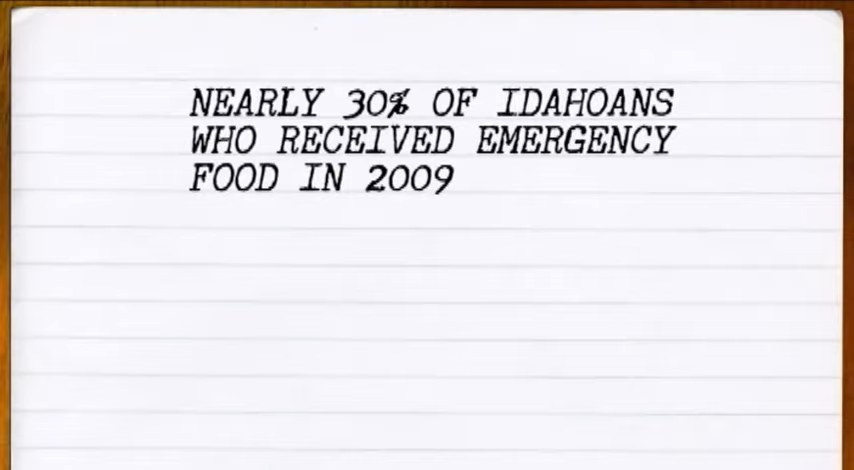 NEARLY 30% OF IDAHOANS
WHO RECEIVED EMERGENCY
FOOD IN 2009